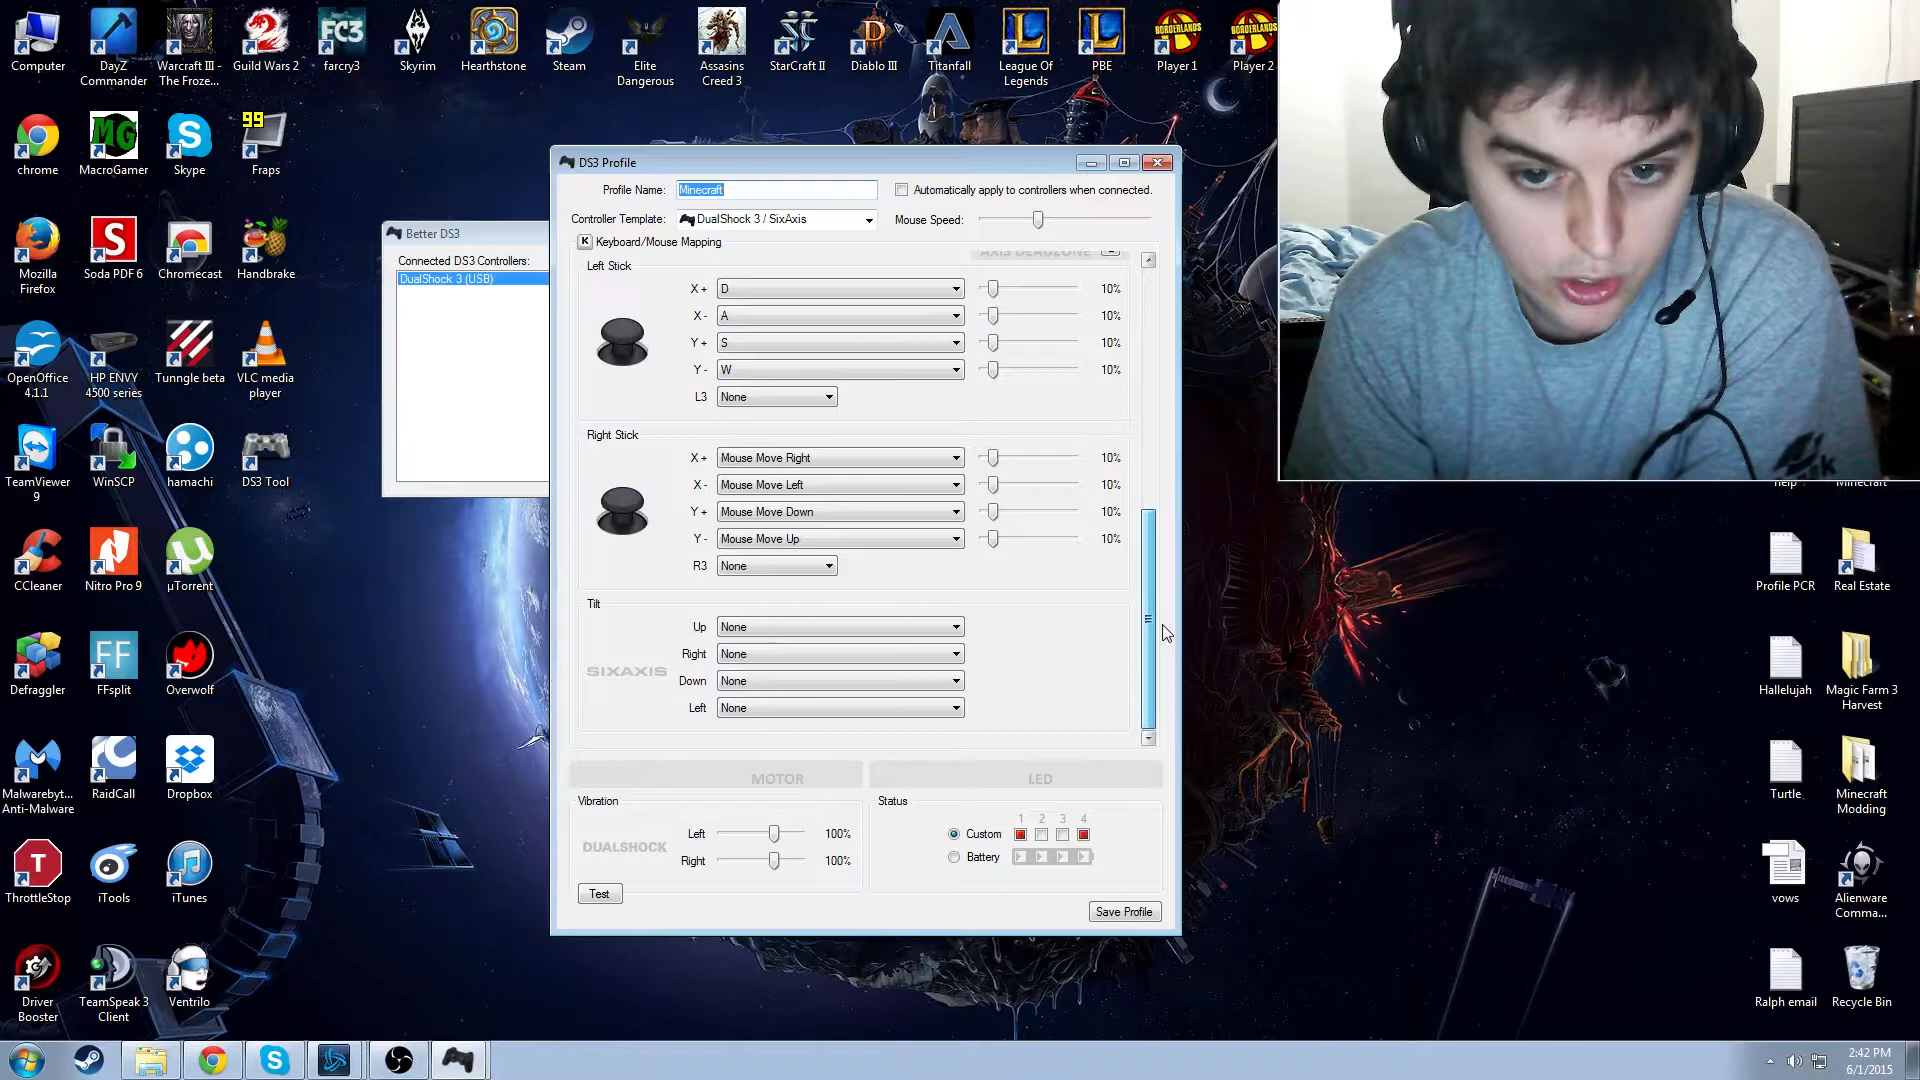 Computer
DayZ Commander
Warcraft III - The Froze...
Guild Wars 2
FC3
farcry3
Skyrim
Hearthstone
Steam
Elite Dangerous
Assasins Creed 3
StarCraft II
Diablo III
Titanfall
League Of Legends
PBE
BORDERLANDS
Player 1
BORDERLANDS
Player 2
chrome
MG
MacroGamer
Skype
99
Fraps
Mozilla Firefox
Soda PDF 6
Chromecast
Handbrake
OpenOffice 4.1.1
HP ENVY 4500 series
Tunngle beta
VLC media player
TeamViewer 9
WinSCP
hamachi
DS3 Tool
CCleaner
Nitro Pro 9
µTorrent
Defraggler
FF
FFsplit
Overwolf
Malwarebyt... Anti-Malware
RaidCall
Dropbox
ThrottleStop
iTools
iTunes
Driver Booster
TeamSpeak 3 Client
Ventrilo
Better DS3
Connected DS3 Controllers:
DualShock 3 (USB)
DS3 Profile
Profile Name: Minecraft
Automatically apply to controllers when connected.
Controller Template: DualShock 3 / SixAxis
Mouse Speed:
K Keyboard/Mouse Mapping
AXIS DEADZONE
Left Stick
X + D 10%
X - A 10%
Y + S 10%
Y - W 10%
L3 None
Right Stick
X + Mouse Move Right 10%
X - Mouse Move Left 10%
Y + Mouse Move Down 10%
Y - Mouse Move Up 10%
R3 None
Tilt
Up None
Right None
SIXAXIS
Down None
Left None
MOTOR
LED
Vibration
Status
1 2 3 4
Left 100%
Custom
DUALSHOCK
Right 100%
Battery
Test
Save Profile
help
Minecraft
Profile PCR
Real Estate
Hallelujah
Magic Farm 3 Harvest
Turtle
Minecraft Modding
vows
Alienware Comma...
Ralph email
Recycle Bin
2:42 PM
6/1/2015